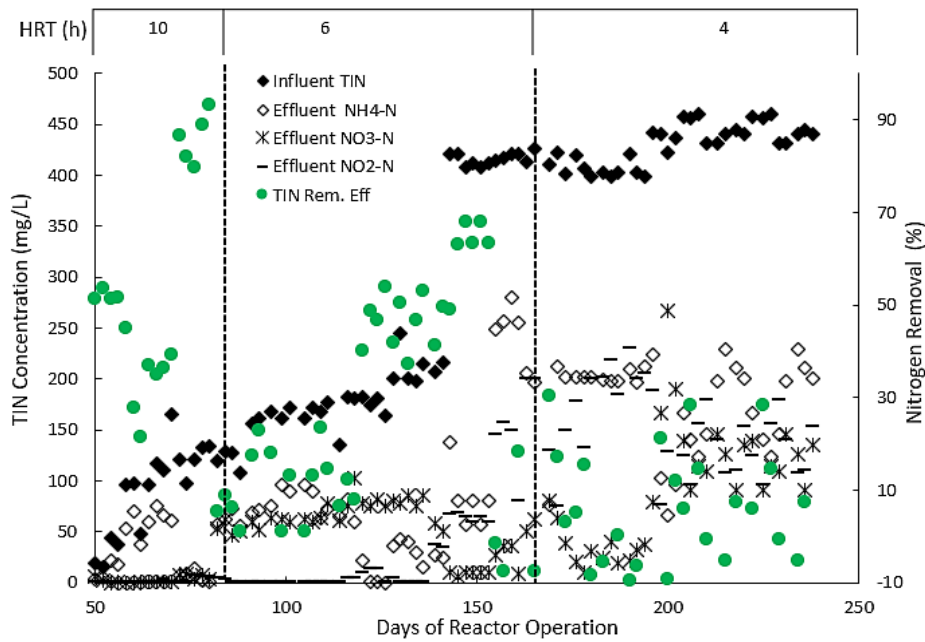 HRT (h) 10 6 4
500
450
400
350
300
250
200
150
100
50
0
TIN Concentration (mg/L)
Influent TIN
Effluent NH4-N
Effluent NO3-N
Effluent NO2-N
TIN Rem. Eff
90
70
50
30
10
-10
Nitrogen Removal (%)
50 100 150 200 250
Days of Reactor Operation